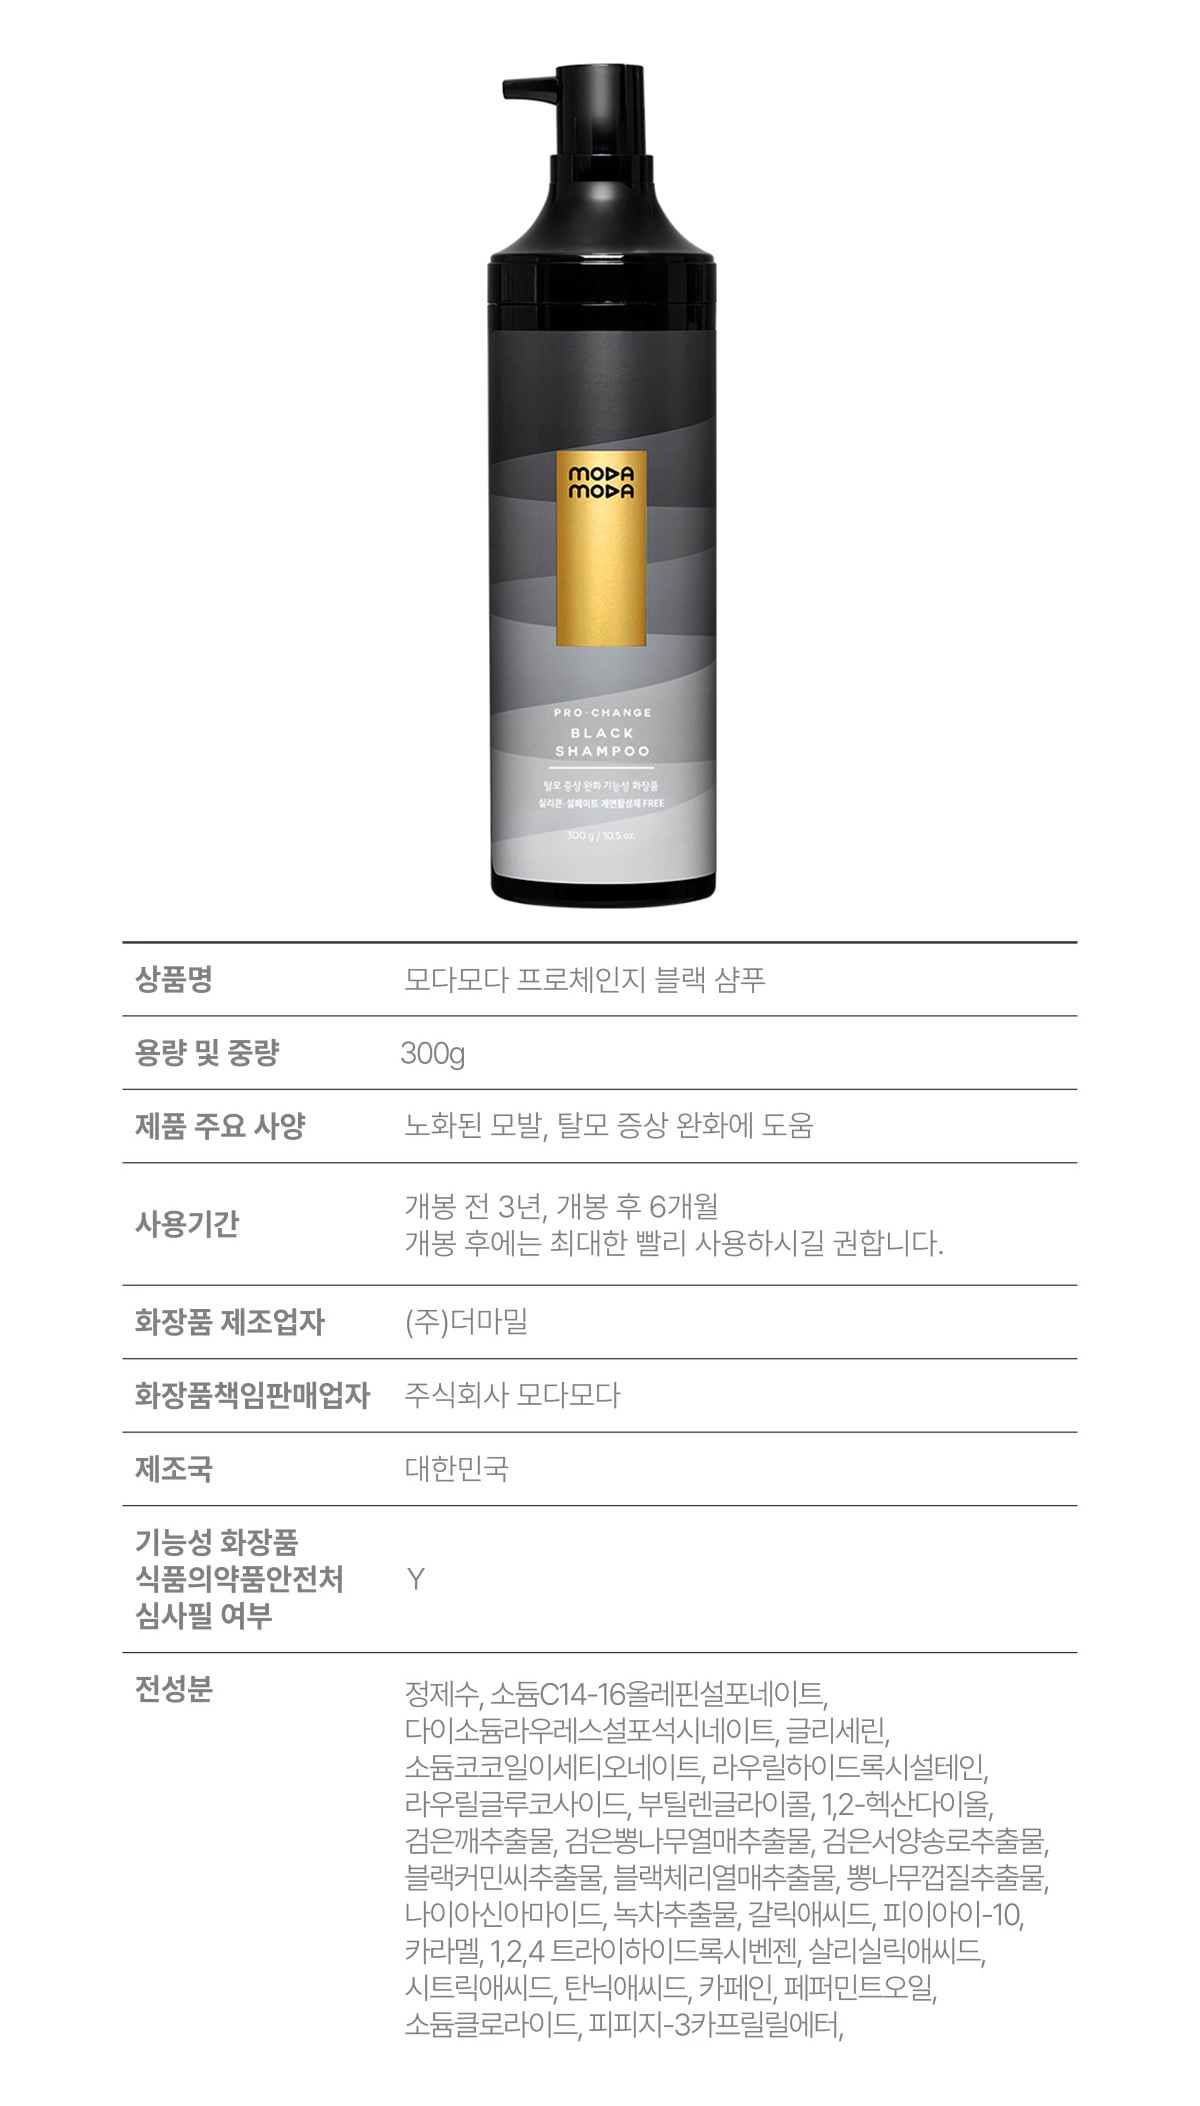 MODA
MODA
PRO·CHANGE
BLACK
SHAMPOO
탈모 증상 완화 기능성 화장품
실리콘·설페이트 계면활성제 FREE
300 g / 10.5 oz.
상품명 모다모다 프로체인지 블랙 샴푸
용량 및 중량 300g
제품 주요 사양 노화된 모발, 탈모 증상 완화에 도움
사용기간 개봉 전 3년, 개봉 후 6개월
개봉 후에는 최대한 빨리 사용하시길 권합니다.
화장품 제조업자 (주)더마밀
화장품책임판매업자 주식회사 모다모다
제조국 대한민국
기능성 화장품
식품의약품안전처 Y
심사필 여부
전성분 정제수, 소듐C14-16올레핀설포네이트,
다이소듐라우레스설포석시네이트, 글리세린,
소듐코코일이세티오네이트, 라우릴하이드록시설테인,
라우릴글루코사이드, 부틸렌글라이콜, 1,2-헥산다이올,
검은깨추출물, 검은뽕나무열매추출물, 검은서양송로추출물,
블랙커민씨추출물, 블랙체리열매추출물, 뽕나무껍질추출물,
나이아신아마이드, 녹차추출물, 갈릭애씨드, 피이아이-10,
카라멜, 1,2,4 트라이하이드록시벤젠, 살리실릭애씨드,
시트릭애씨드, 탄닉애씨드, 카페인, 페퍼민트오일,
소듐클로라이드, 피피지-3카프릴릴에터,